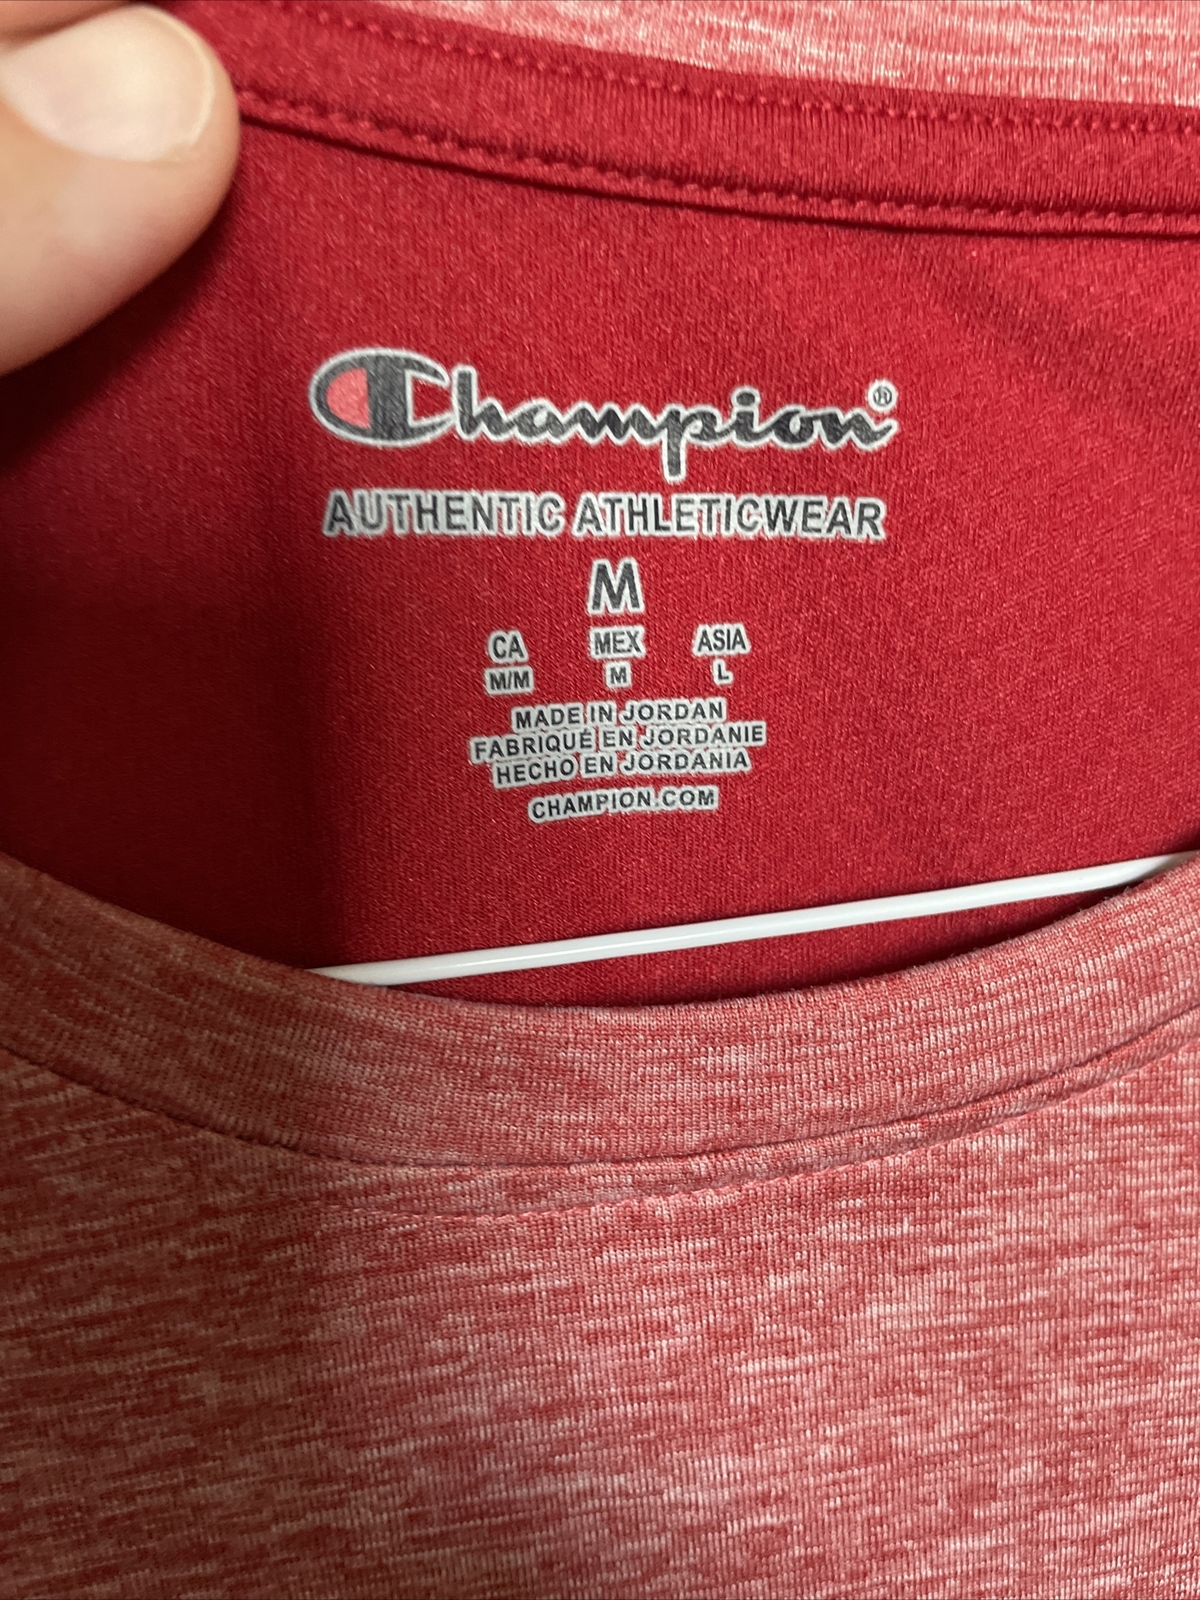 Champion®
AUTHENTIC ATHLETICWEAR
M
CA MEX ASIA
M/M M L
MADE IN JORDAN
FABRIQUÉ EN JORDANIE
HECHO EN JORDANIA
CHAMPION.COM